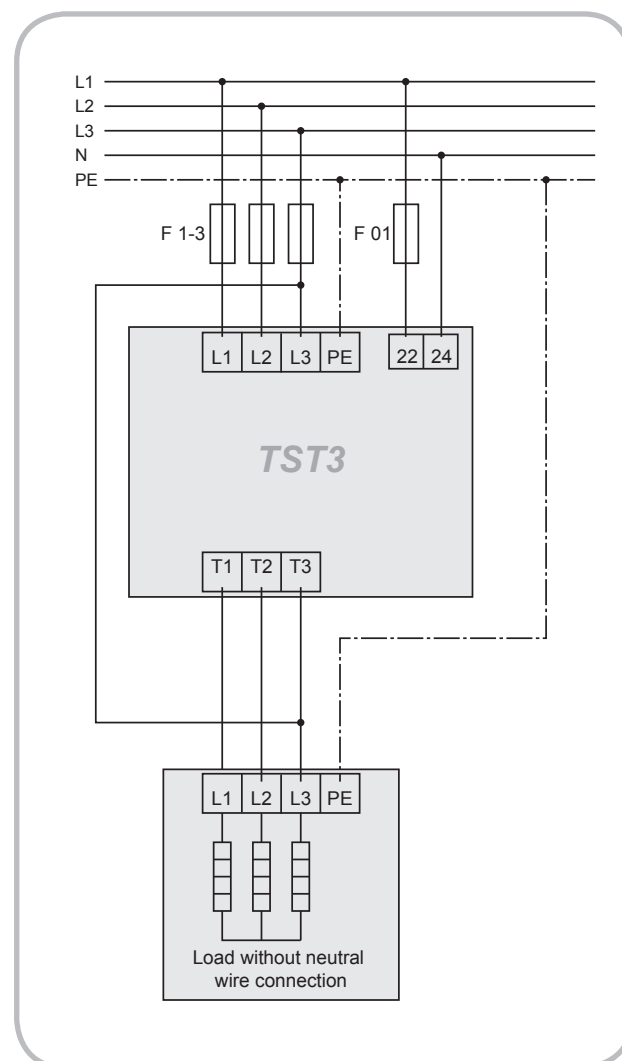 L1
L2
L3
N
PE
F 1-3
F 01
L1 L2 L3 PE
22 24
TST3
T1 T2 T3
L1 L2 L3 PE
Load without neutral
wire connection